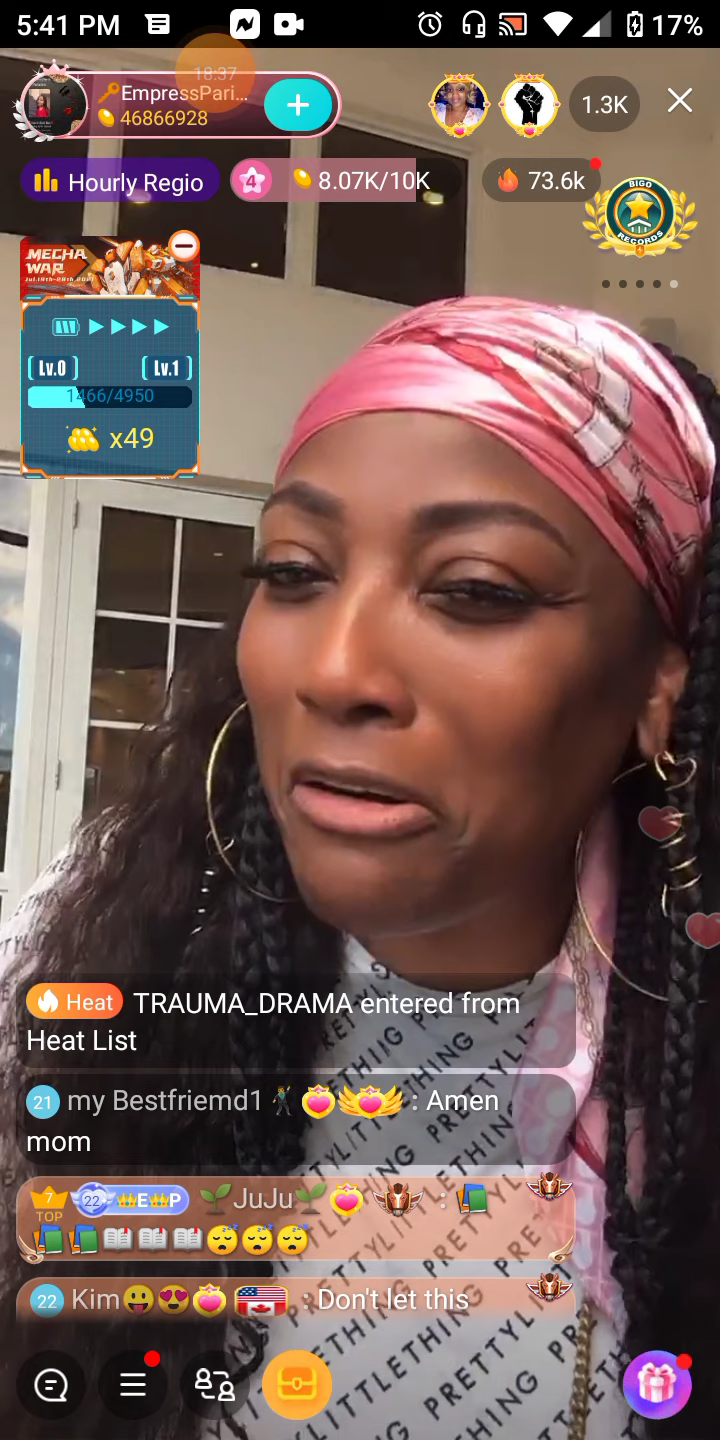 5:41 PM
17%
18:37
EmpressPari...
46866928
1.3K
Hourly Regio
4
8.07K/10K
73.6k
BIGO
RECORDS
MECHA
WAR
Lv.0
Lv.1
1466/4950
x49
Heat TRAUMA_DRAMA entered from
Heat List
21 my Bestfriemd1 : Amen
mom
7 TOP 22 E P JuJu :
22 Kim : Don't let this
PRETTYLITTLETHING